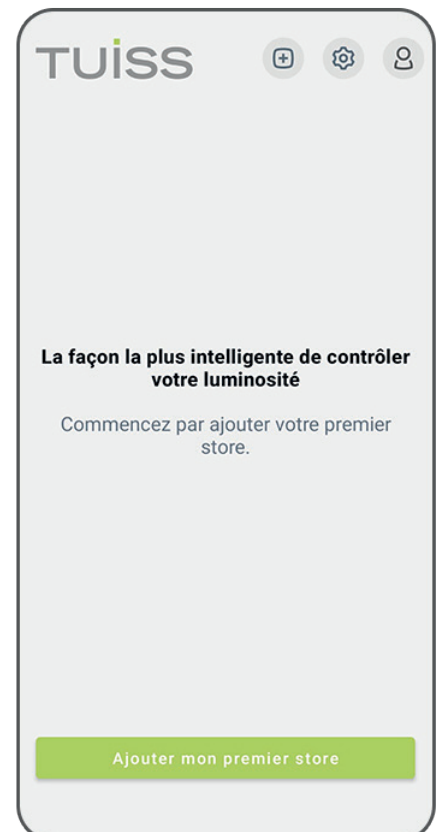 TUiSS
La façon la plus intelligente de contrôler
votre luminosité
Commencez par ajouter votre premier
store.
Ajouter mon premier store